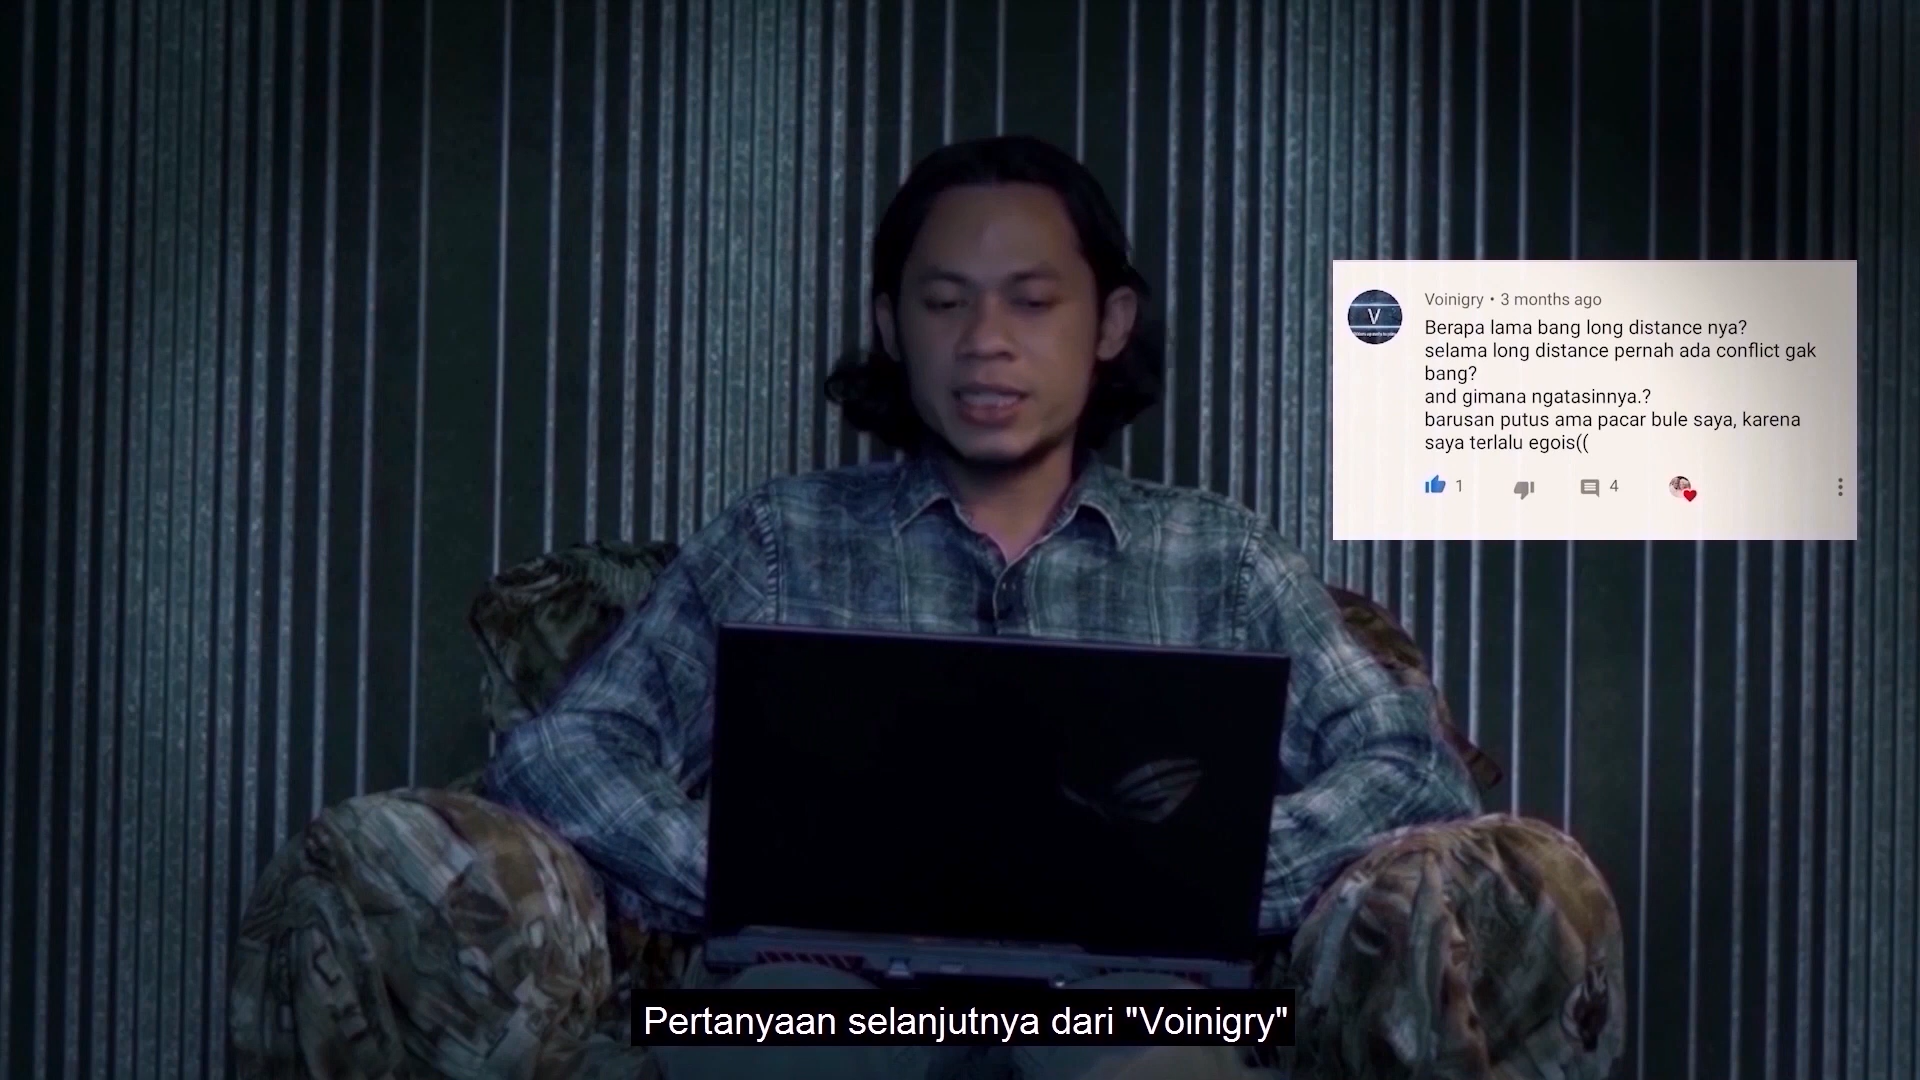 Voinigry • 3 months ago
V
Berapa lama bang long distance nya?
selama long distance pernah ada conflict gak
bang?
and gimana ngatasinnya.?
barusan putus ama pacar bule saya, karena
saya terlalu egois((
1
4
Pertanyaan selanjutnya dari "Voinigry"